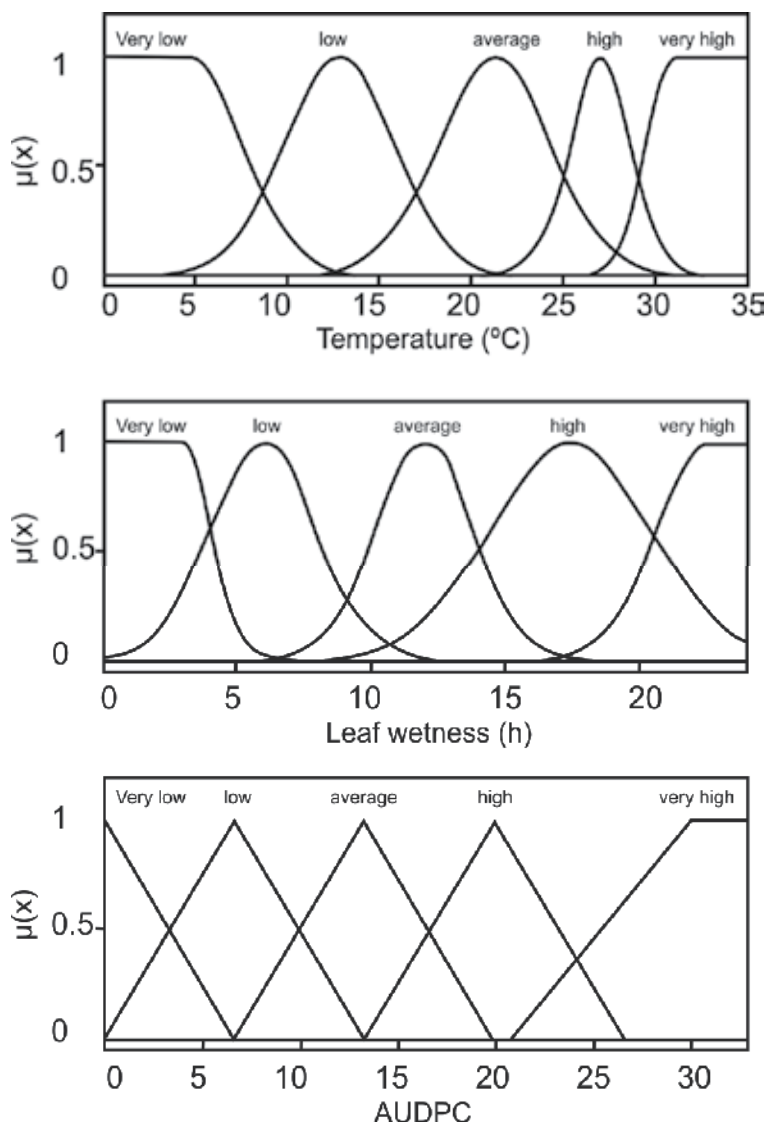 Very low low average high very high
1
0.5
0
μ(x)
0 5 10 15 20 25 30 35
Temperature (ºC)
Very low low average high very high
1
0.5
0
μ(x)
0 5 10 15 20
Leaf wetness (h)
Very low low average high very high
1
0.5
0
μ(x)
0 5 10 15 20 25 30
AUDPC